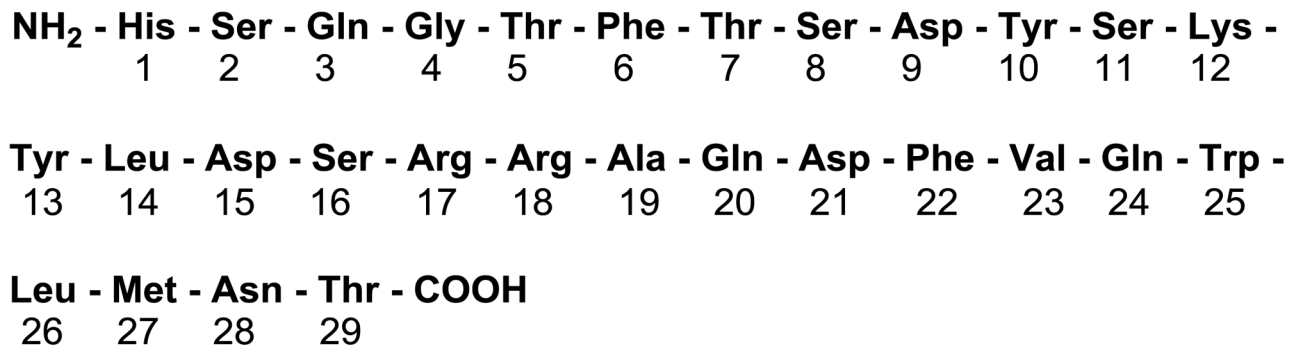 NH₂ - His - Ser - Gln - Gly - Thr - Phe - Thr - Ser - Asp - Tyr - Ser - Lys -
1 2 3 4 5 6 7 8 9 10 11 12
Tyr - Leu - Asp - Ser - Arg - Arg - Ala - Gln - Asp - Phe - Val - Gln - Trp -
13 14 15 16 17 18 19 20 21 22 23 24 25
Leu - Met - Asn - Thr - COOH
26 27 28 29